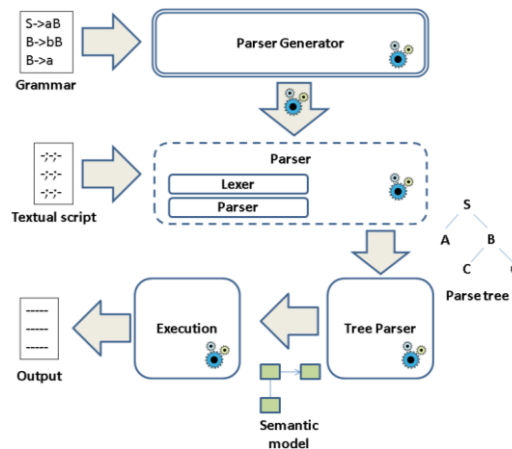 S->aB
B->bB
B->a
Grammar
Parser Generator
Parser
Lexer
Parser
-;-;-
-;-;-
-;-;-
Textual script
S
A B
C
Parse tree
-----
-----
-----
Output
Execution
Tree Parser
Semantic
model